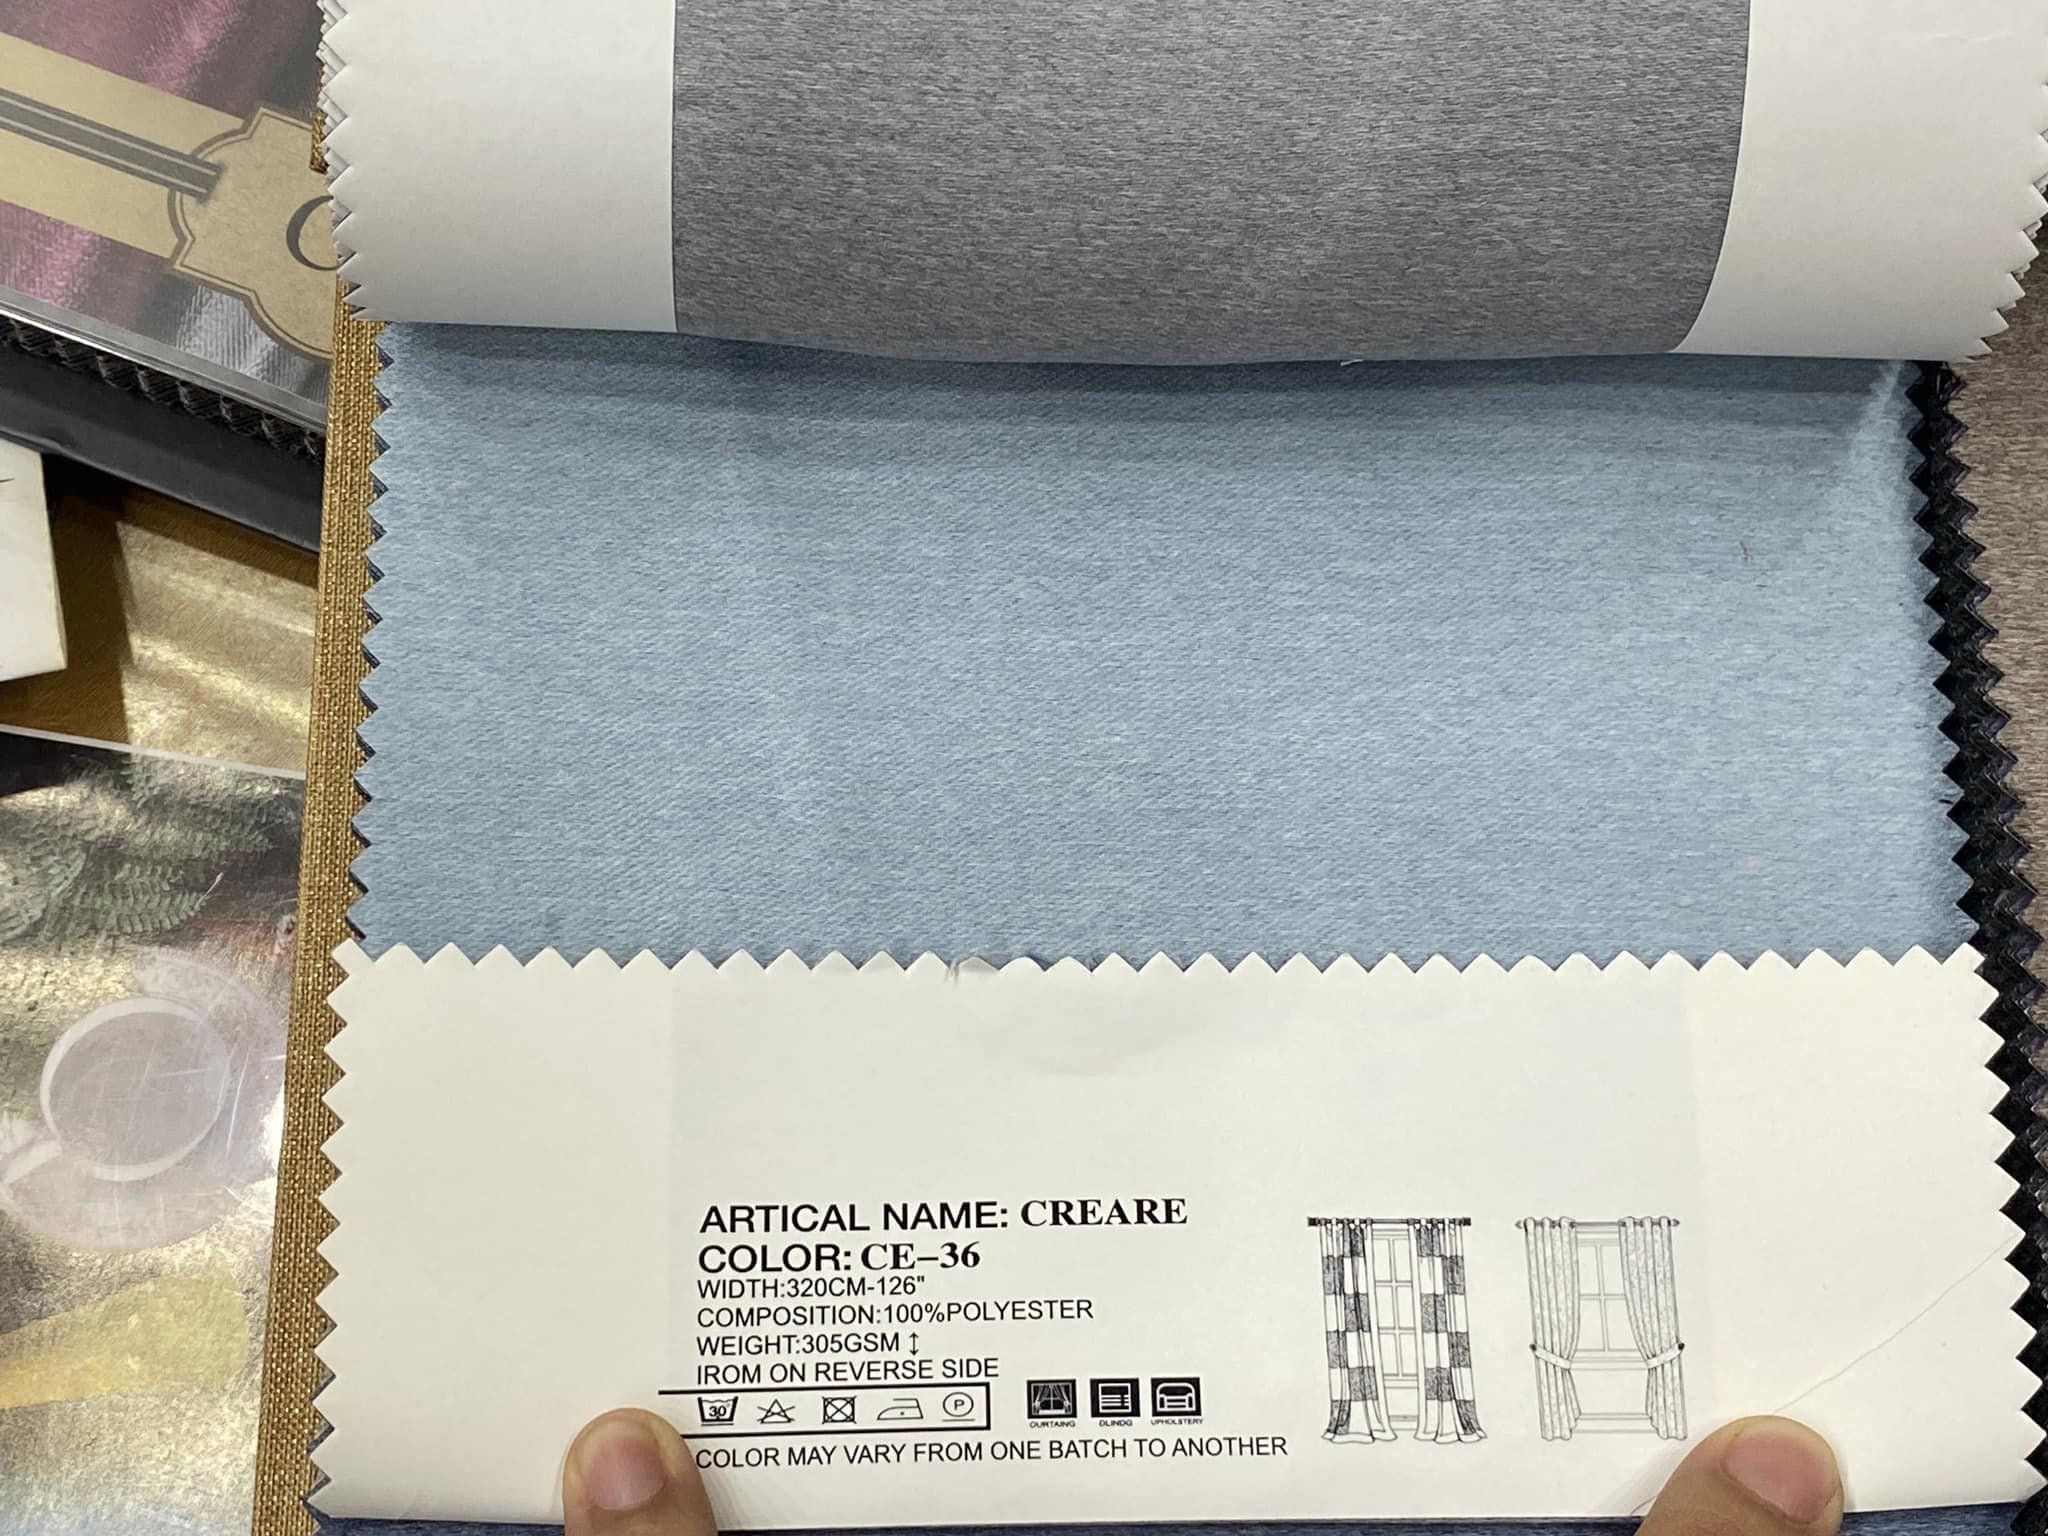 ARTICAL NAME: CREARE
COLOR: CE-36
WIDTH:320CM-126"
COMPOSITION:100%POLYESTER
WEIGHT:305GSM ↕
IROM ON REVERSE SIDE
30 P
CURTAING DLINDG UPHOLSTERY
COLOR MAY VARY FROM ONE BATCH TO ANOTHER